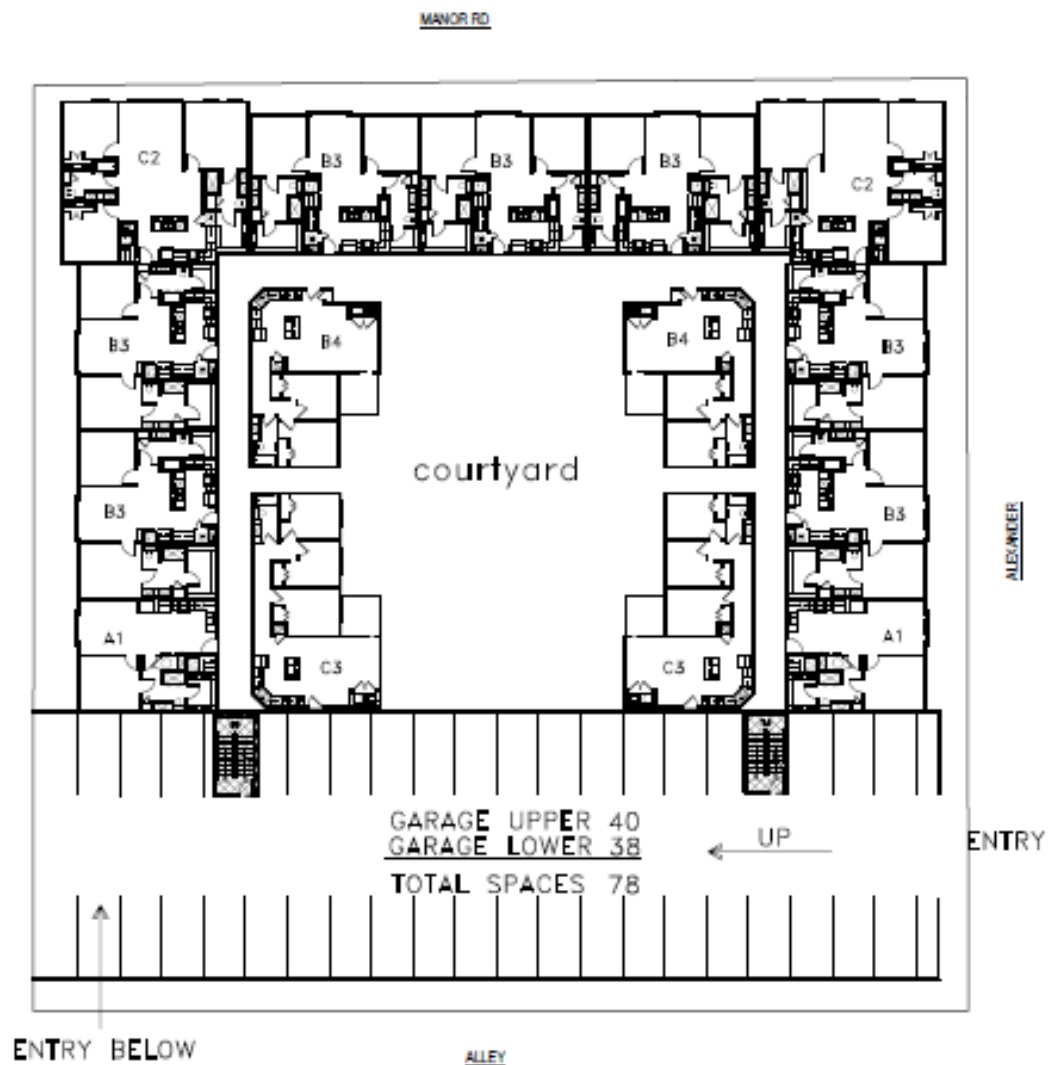 MANOR RD
C2
B3
B3
B3
C2
B3
B4
B4
B3
courtyard
B3
B3
ALEXANDER
A1
C3
C3
A1
GARAGE UPPER 40
GARAGE LOWER 38
UP
ENTRY
TOTAL SPACES 78
ENTRY BELOW
ALLEY